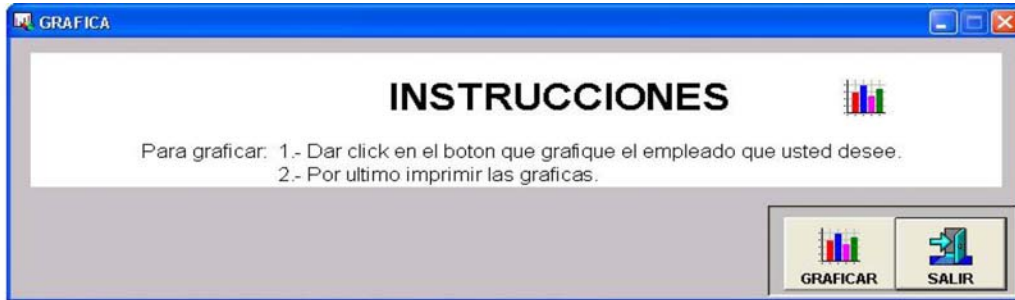 GRAFICA
INSTRUCCIONES
Para graficar: 1.- Dar click en el boton que grafique el empleado que usted desee.
2.- Por ultimo imprimir las graficas.
GRAFICAR SALIR